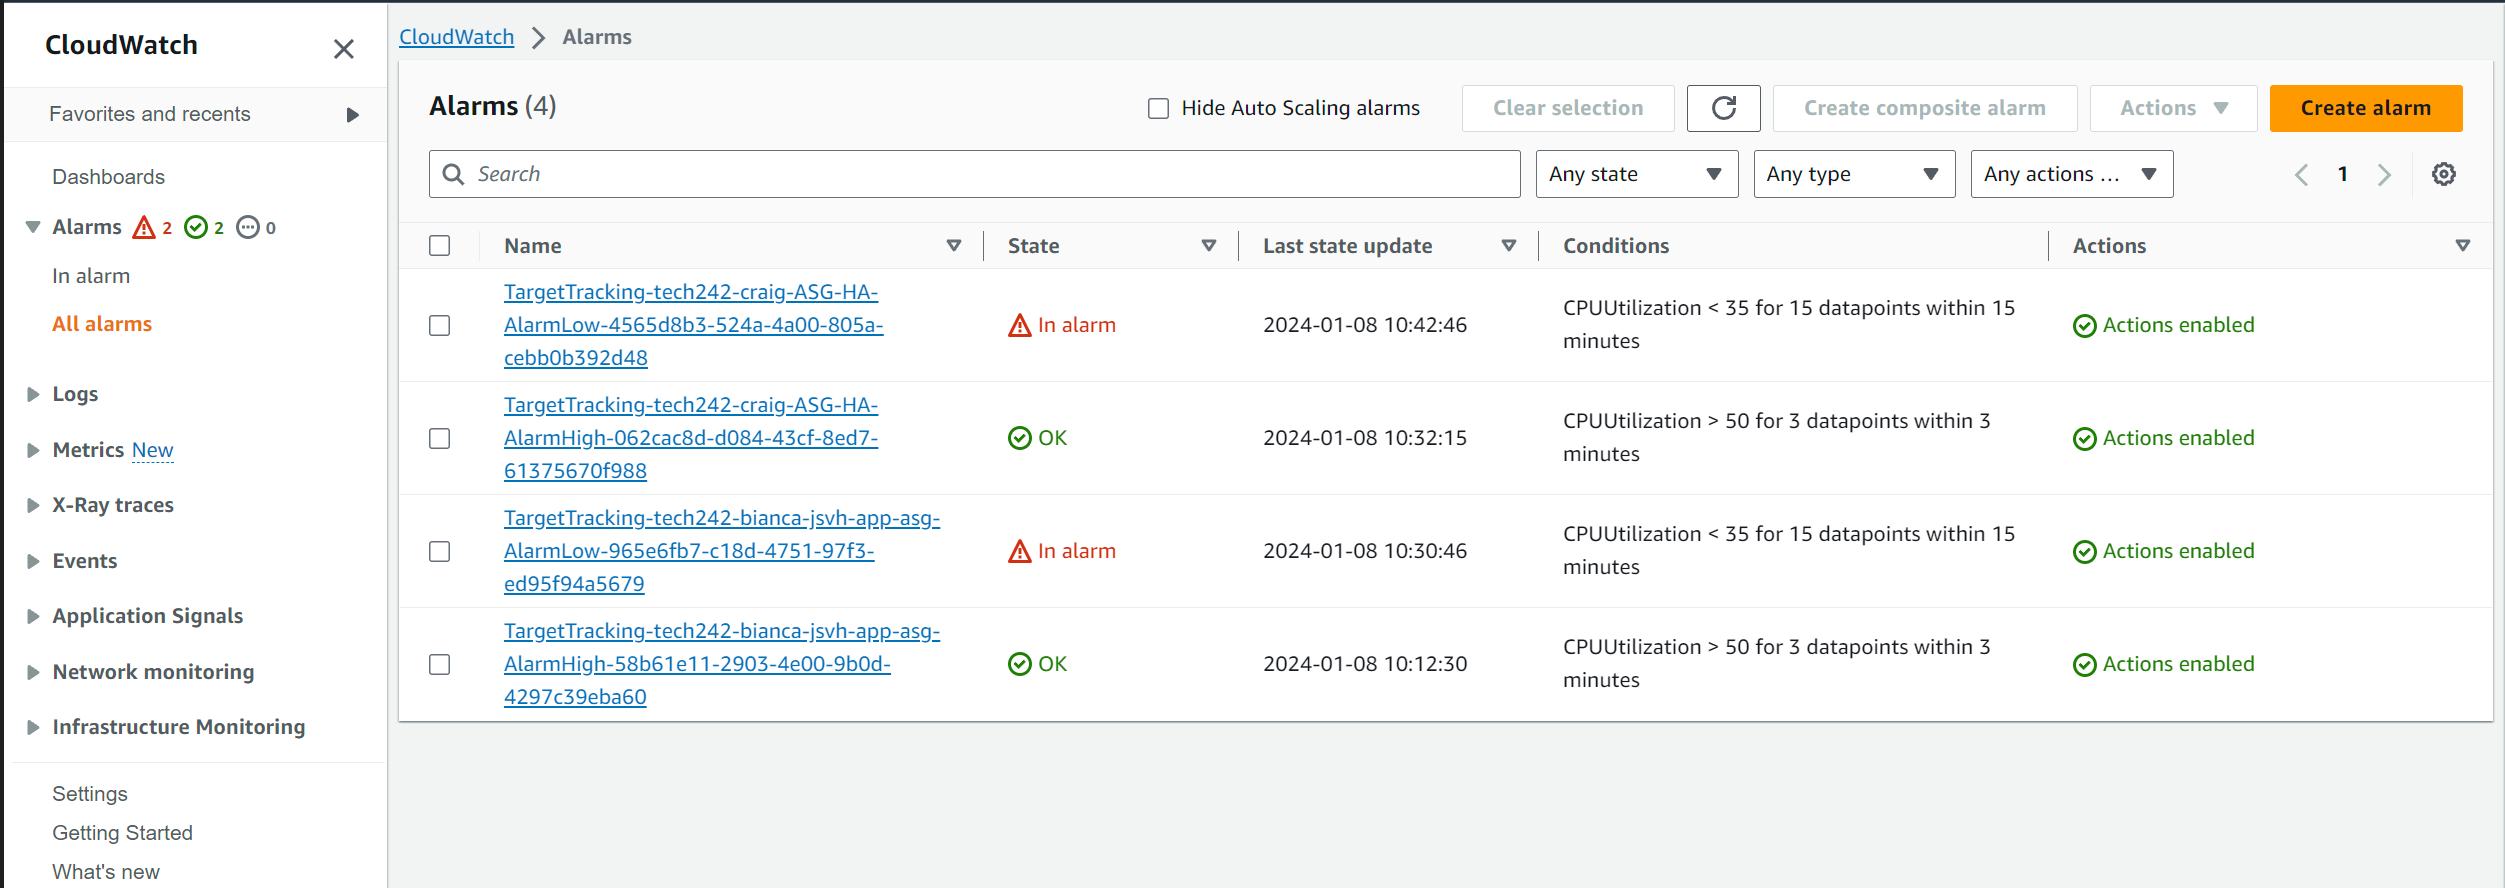 CloudWatch
Favorites and recents
Dashboards
Alarms 2 2 0
In alarm
All alarms
Logs
Metrics New
X-Ray traces
Events
Application Signals
Network monitoring
Infrastructure Monitoring
Settings
Getting Started
What's new
CloudWatch Alarms
Alarms (4)
Hide Auto Scaling alarms
Clear selection
Create composite alarm
Actions
Create alarm
Search
Any state
Any type
Any actions ...
1
Name State Last state update Conditions Actions
TargetTracking-tech242-craig-ASG-HA-
AlarmLow-4565d8b3-524a-4a00-805a-
cebb0b392d48
In alarm
2024-01-08 10:42:46
CPUUtilization < 35 for 15 datapoints within 15
minutes
Actions enabled
TargetTracking-tech242-craig-ASG-HA-
AlarmHigh-062cac8d-d084-43cf-8ed7-
61375670f988
OK
2024-01-08 10:32:15
CPUUtilization > 50 for 3 datapoints within 3
minutes
Actions enabled
TargetTracking-tech242-bianca-jsvh-app-asg-
AlarmLow-965e6fb7-c18d-4751-97f3-
ed95f94a5679
In alarm
2024-01-08 10:30:46
CPUUtilization < 35 for 15 datapoints within 15
minutes
Actions enabled
TargetTracking-tech242-bianca-jsvh-app-asg-
AlarmHigh-58b61e11-2903-4e00-9b0d-
4297c39eba60
OK
2024-01-08 10:12:30
CPUUtilization > 50 for 3 datapoints within 3
minutes
Actions enabled